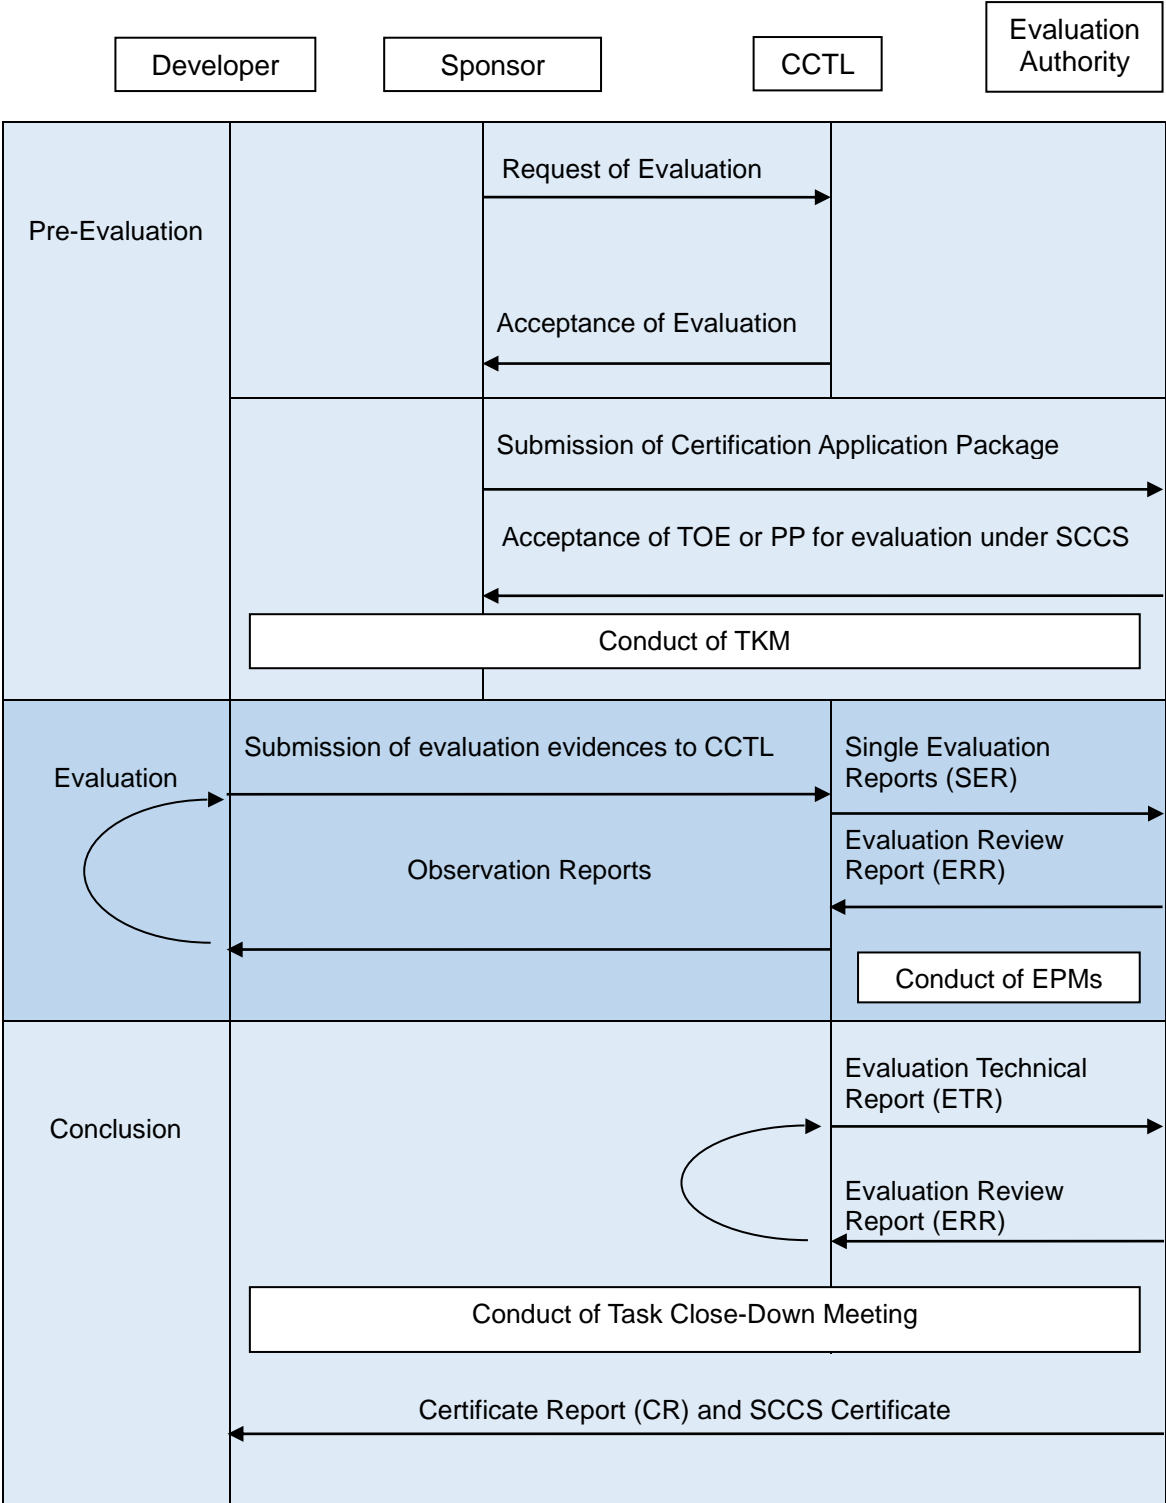 Developer
Sponsor
CCTL
Evaluation
Authority
Request of Evaluation
Pre-Evaluation
Acceptance of Evaluation
Submission of Certification Application Package
Acceptance of TOE or PP for evaluation under SCCS
Conduct of TKM
Evaluation
Submission of evaluation evidences to CCTL
Single Evaluation
Reports (SER)
Observation Reports
Evaluation Review
Report (ERR)
Conduct of EPMs
Conclusion
Evaluation Technical
Report (ETR)
Evaluation Review
Report (ERR)
Conduct of Task Close-Down Meeting
Certificate Report (CR) and SCCS Certificate